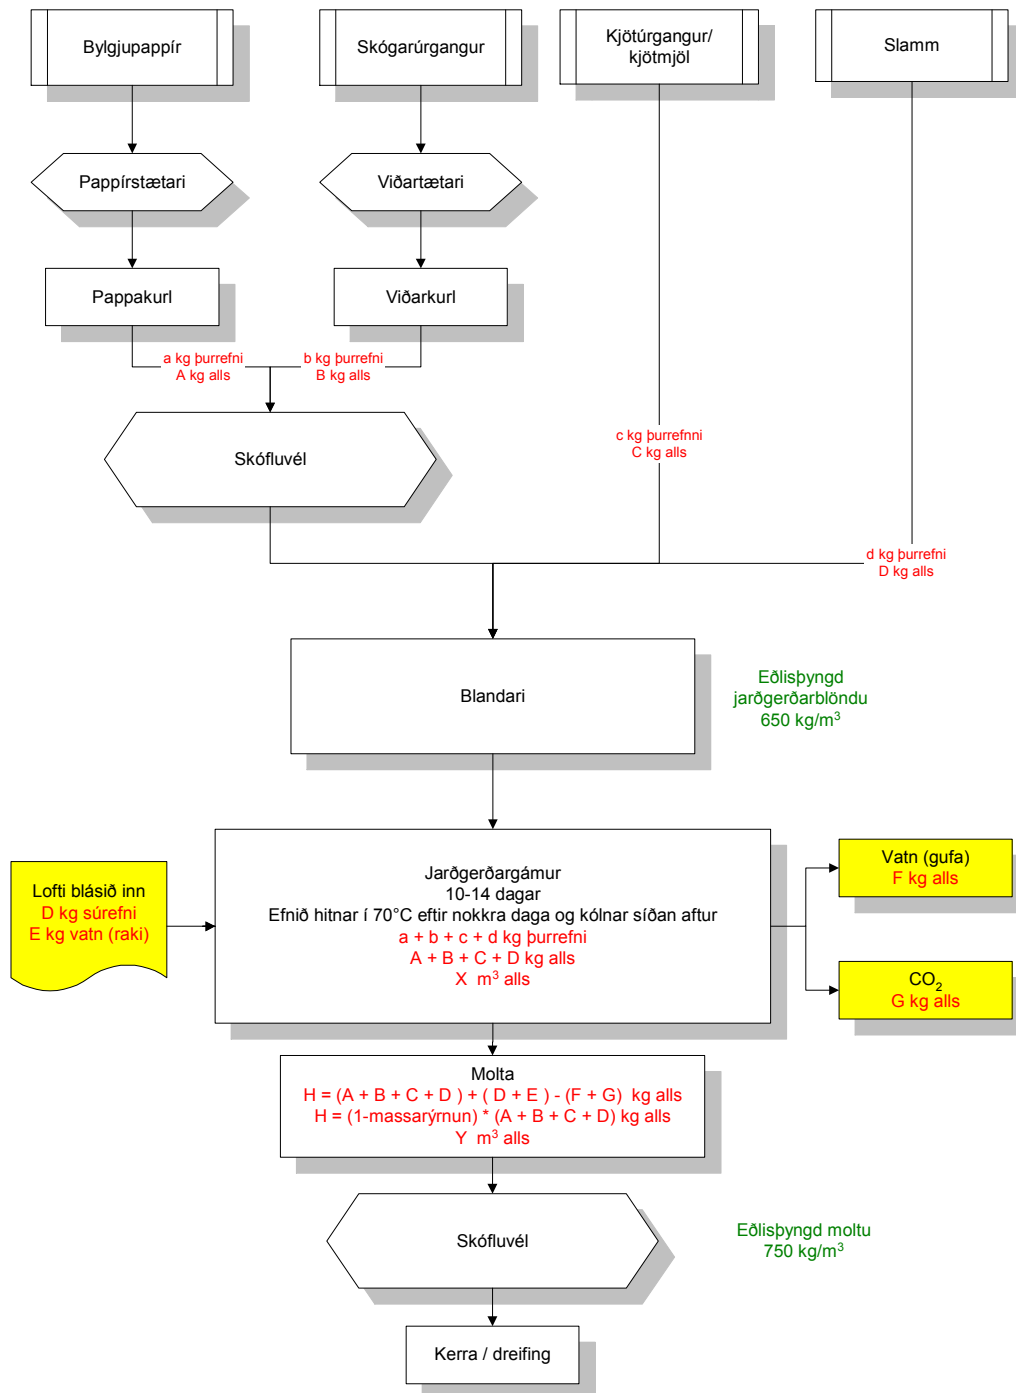 Bylgjupappír
Skógarúrgangur
Kjötúrgangur/
kjötmjöl
Slamm
Pappírstætari
Viðartætari
Pappakurl
Viðarkurl
a kg þurrefni
A kg alls
b kg þurrefni
B kg alls
Skófluvél
c kg þurrefnni
C kg alls
d kg þurrefni
D kg alls
Blandari
Eðlisþyngd
jarðgerðarblöndu
650 kg/m³
Lofti blásið inn
D kg súrefni
E kg vatn (raki)
Jarðgerðargámur
10-14 dagar
Efnið hitnar í 70°C eftir nokkra daga og kólnar síðan aftur
a + b + c + d kg þurrefni
A + B + C + D kg alls
X m³ alls
Vatn (gufa)
F kg alls
CO₂
G kg alls
Molta
H = (A + B + C + D ) + ( D + E ) - (F + G) kg alls
H = (1-massarýrnun) * (A + B + C + D) kg alls
Y m³ alls
Skófluvél
Eðlisþyngd moltu
750 kg/m³
Kerra / dreifing